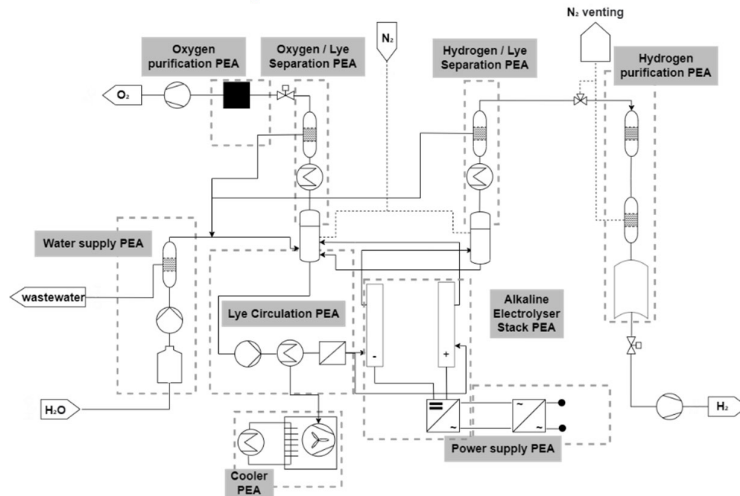 N₂ venting
N₂
Oxygen
purification PEA
Oxygen / Lye
Separation PEA
Hydrogen / Lye
Separation PEA
Hydrogen
purification PEA
O₂
Water supply PEA
wastewater
Lye Circulation PEA
Alkaline
Electrolyser
Stack PEA
- +
H₂O
=
~
~
~
H₂
Power supply PEA
Cooler
PEA